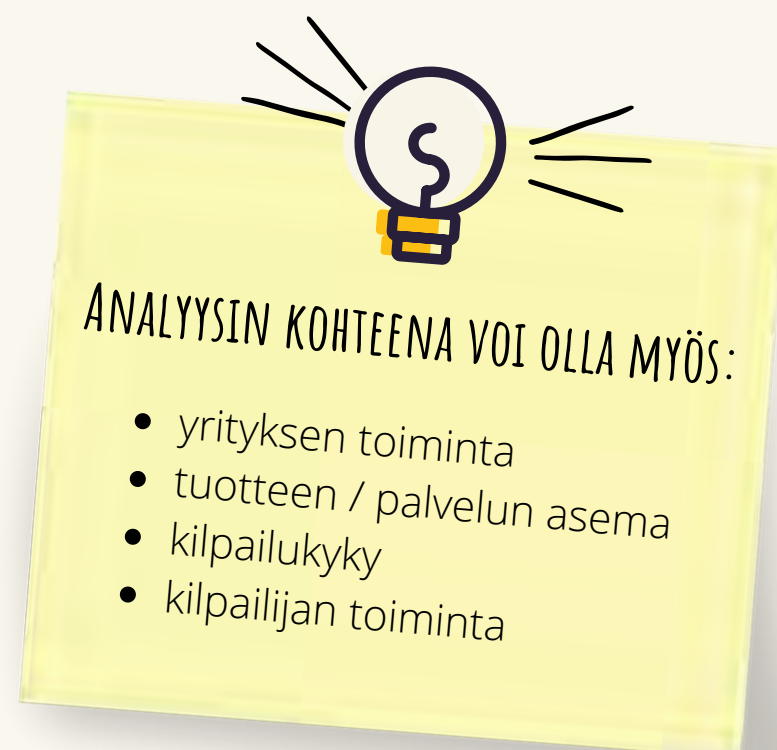 Analyysin kohteena voi olla myös:
• yrityksen toiminta
• tuotteen / palvelun asema
• kilpailukyky
• kilpailijan toiminta